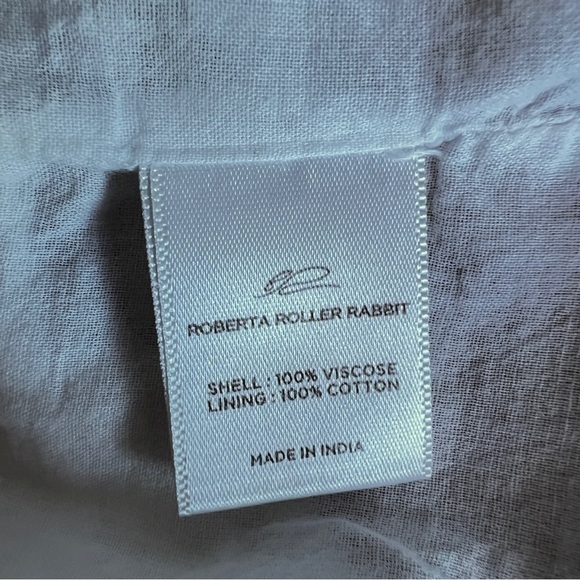 ROBERTA ROLLER RABBIT
SHELL : 100% VISCOSE
LINING : 100% COTTON
MADE IN INDIA